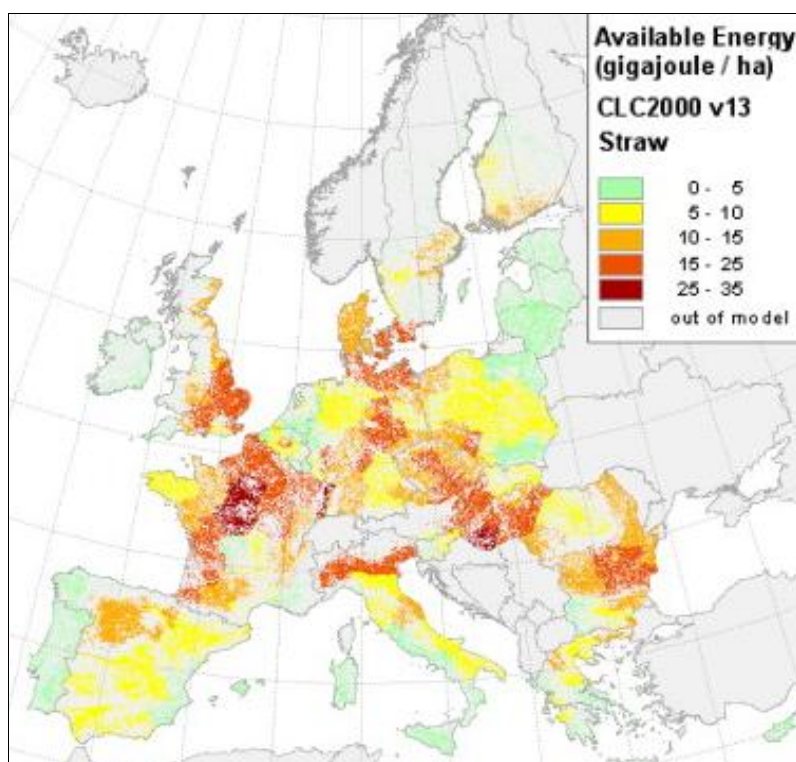 Available Energy
(gigajoule / ha)
CLC2000 v13
Straw
0 - 5
5 - 10
10 - 15
15 - 25
25 - 35
out of model